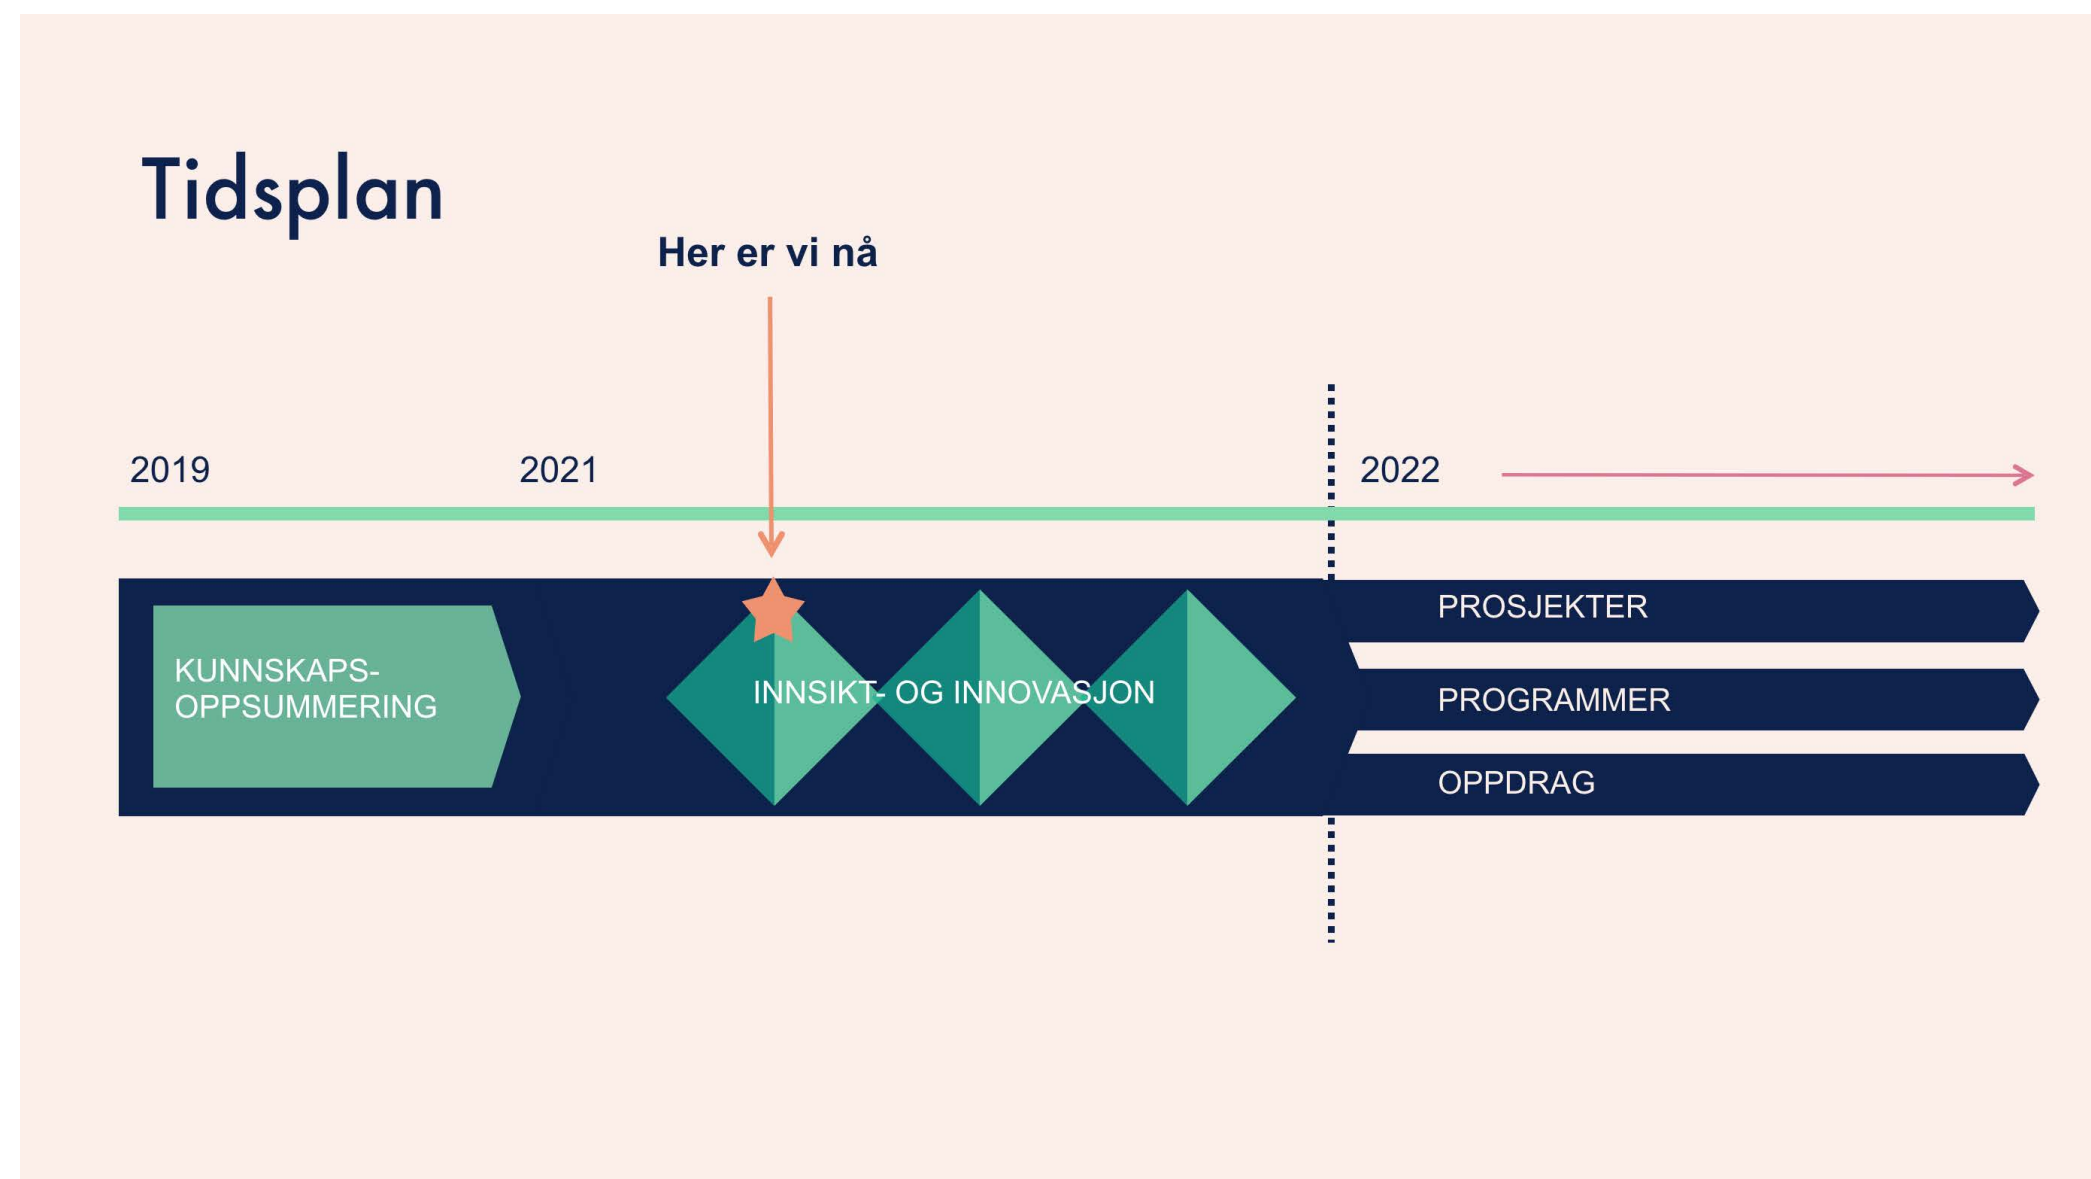 Tidsplan
Her er vi nå
2019
2021
2022
KUNNSKAPS-
OPPSUMMERING
INNSIKT- OG INNOVASJON
PROSJEKTER
PROGRAMMER
OPPDRAG